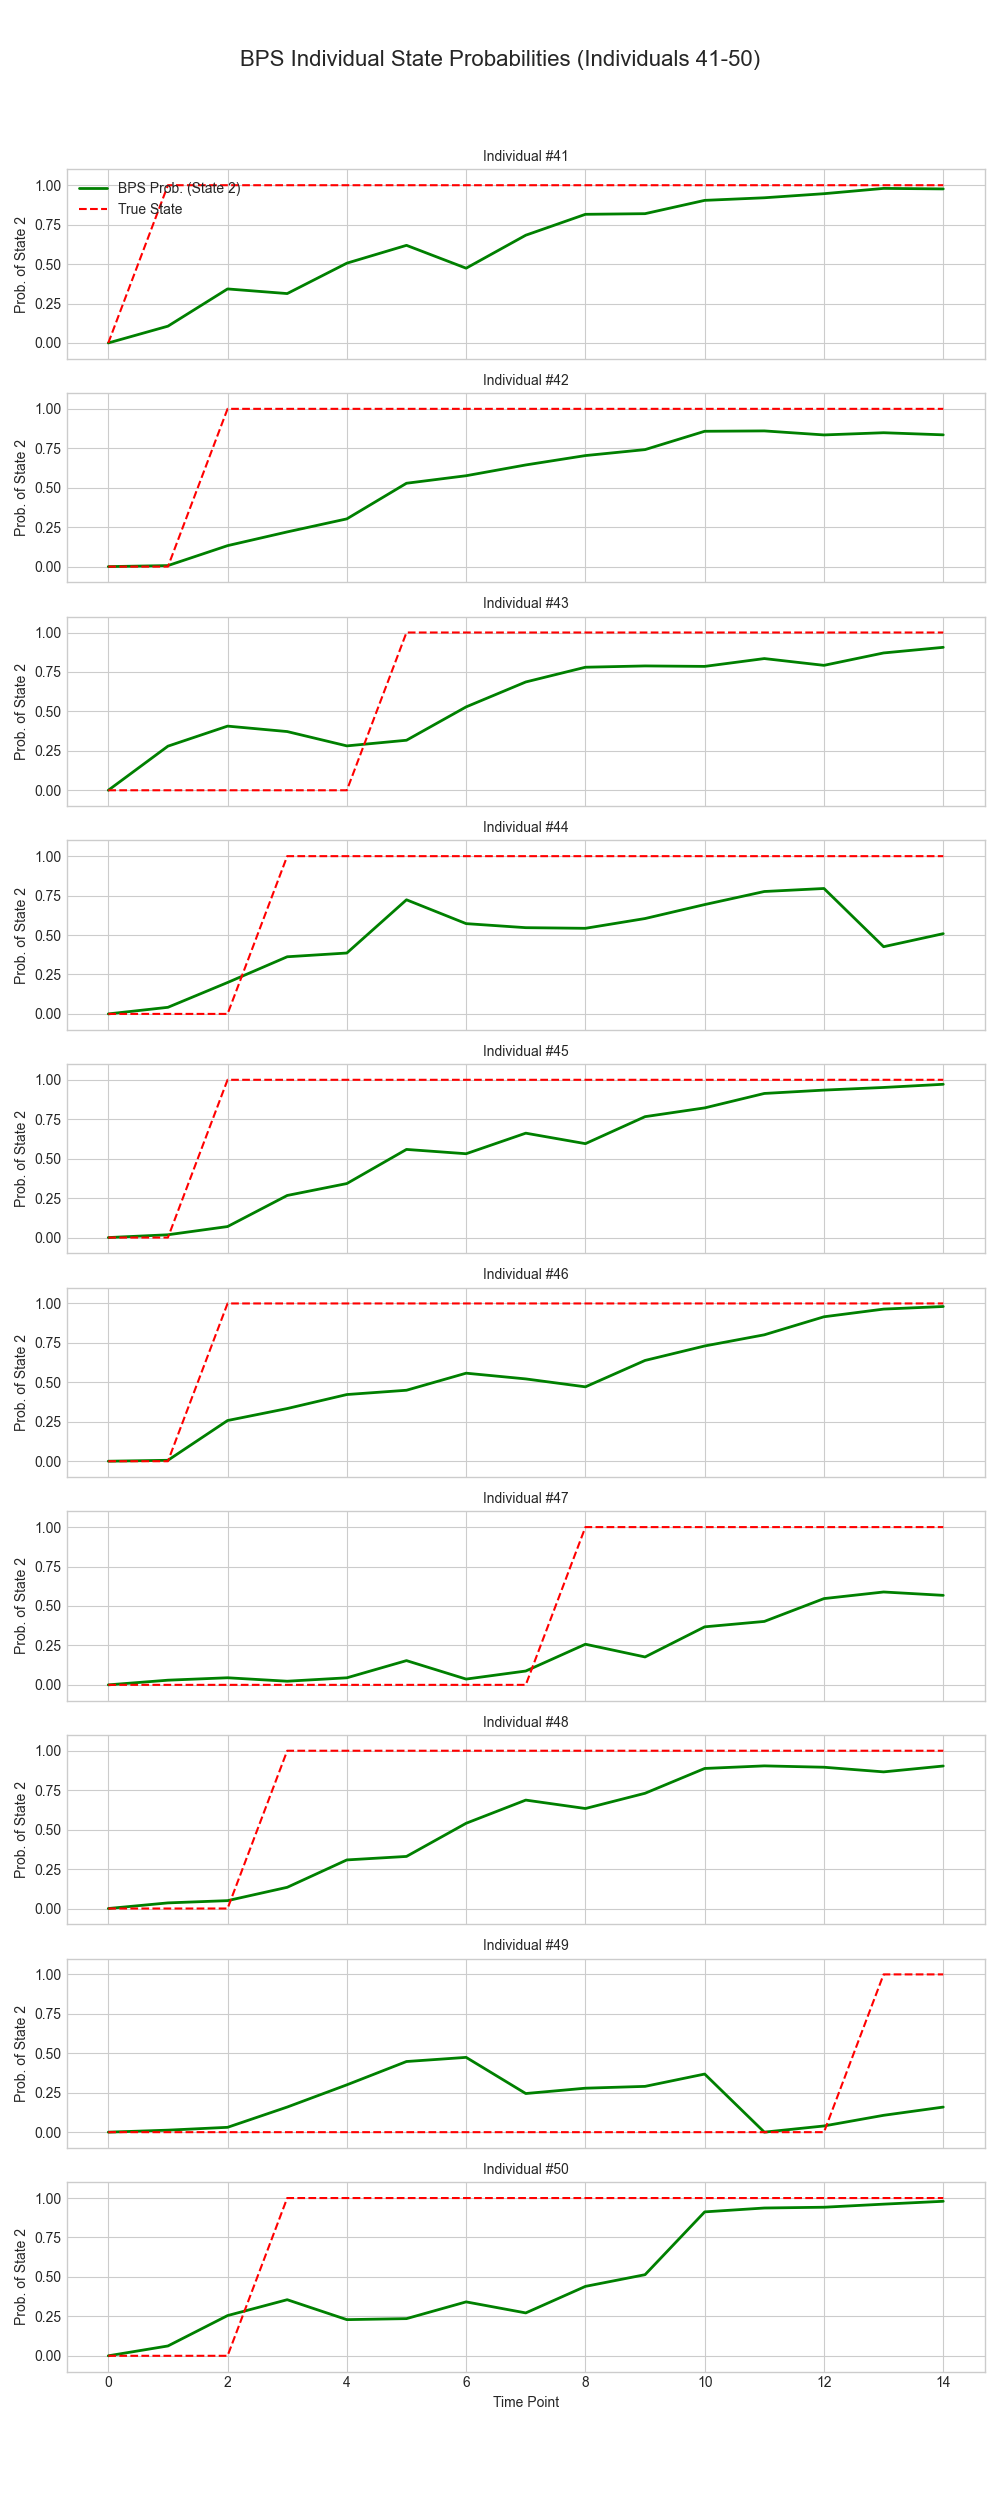 BPS Individual State Probabilities (Individuals 41-50)
Individual #41
Prob. of State 2
1.00
0.75
0.50
0.25
0.00
BPS Prob. (State 2)
True State
Individual #42
Prob. of State 2
1.00
0.75
0.50
0.25
0.00
Individual #43
Prob. of State 2
1.00
0.75
0.50
0.25
0.00
Individual #44
Prob. of State 2
1.00
0.75
0.50
0.25
0.00
Individual #45
Prob. of State 2
1.00
0.75
0.50
0.25
0.00
Individual #46
Prob. of State 2
1.00
0.75
0.50
0.25
0.00
Individual #47
Prob. of State 2
1.00
0.75
0.50
0.25
0.00
Individual #48
Prob. of State 2
1.00
0.75
0.50
0.25
0.00
Individual #49
Prob. of State 2
1.00
0.75
0.50
0.25
0.00
Individual #50
Prob. of State 2
1.00
0.75
0.50
0.25
0.00
0 2 4 6 8 10 12 14
Time Point